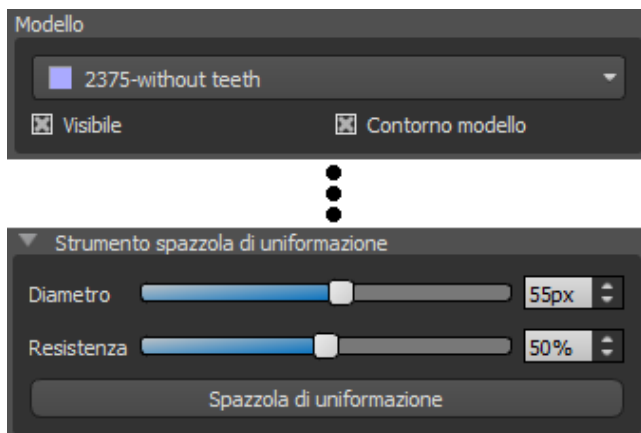 Modello
2375-without teeth
Visibile Contorno modello
Strumento spazzola di uniformazione
Diametro 55px
Resistenza 50%
Spazzola di uniformazione